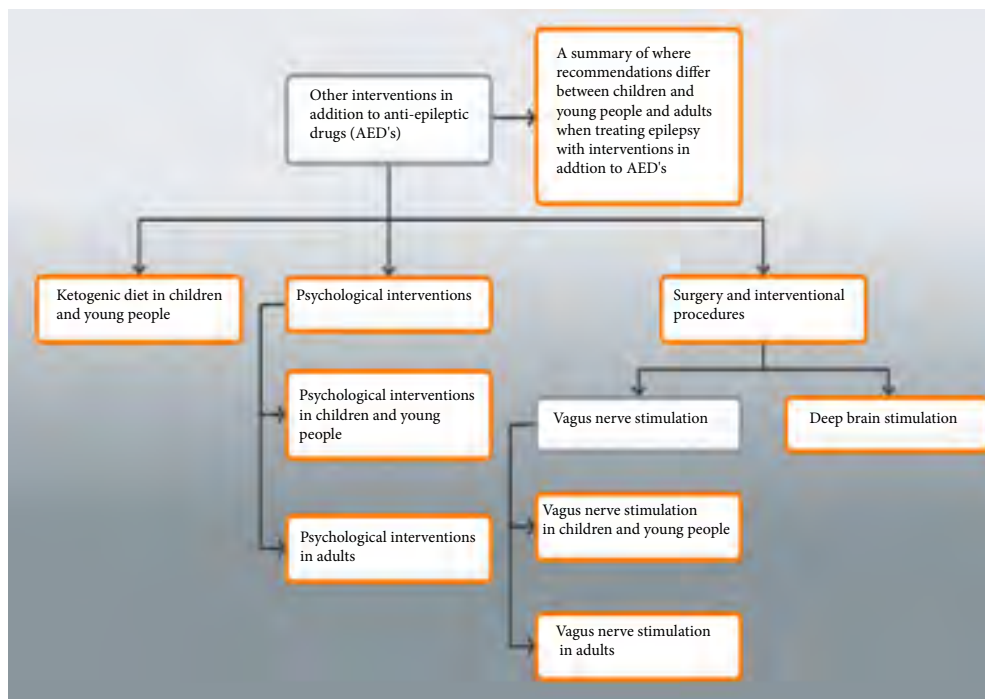 Other interventions in
addition to anti-epileptic
drugs (AED's)
A summary of where
recommendations differ
between children and
young people and adults
when treating epilepsy
with interventions in
addtion to AED's
Ketogenic diet in children
and young people
Psychological interventions
Surgery and interventional
procedures
Psychological interventions
in children and young
people
Vagus nerve stimulation
Deep brain stimulation
Vagus nerve stimulation
in children and young people
Psychological interventions
in adults
Vagus nerve stimulation
in adults